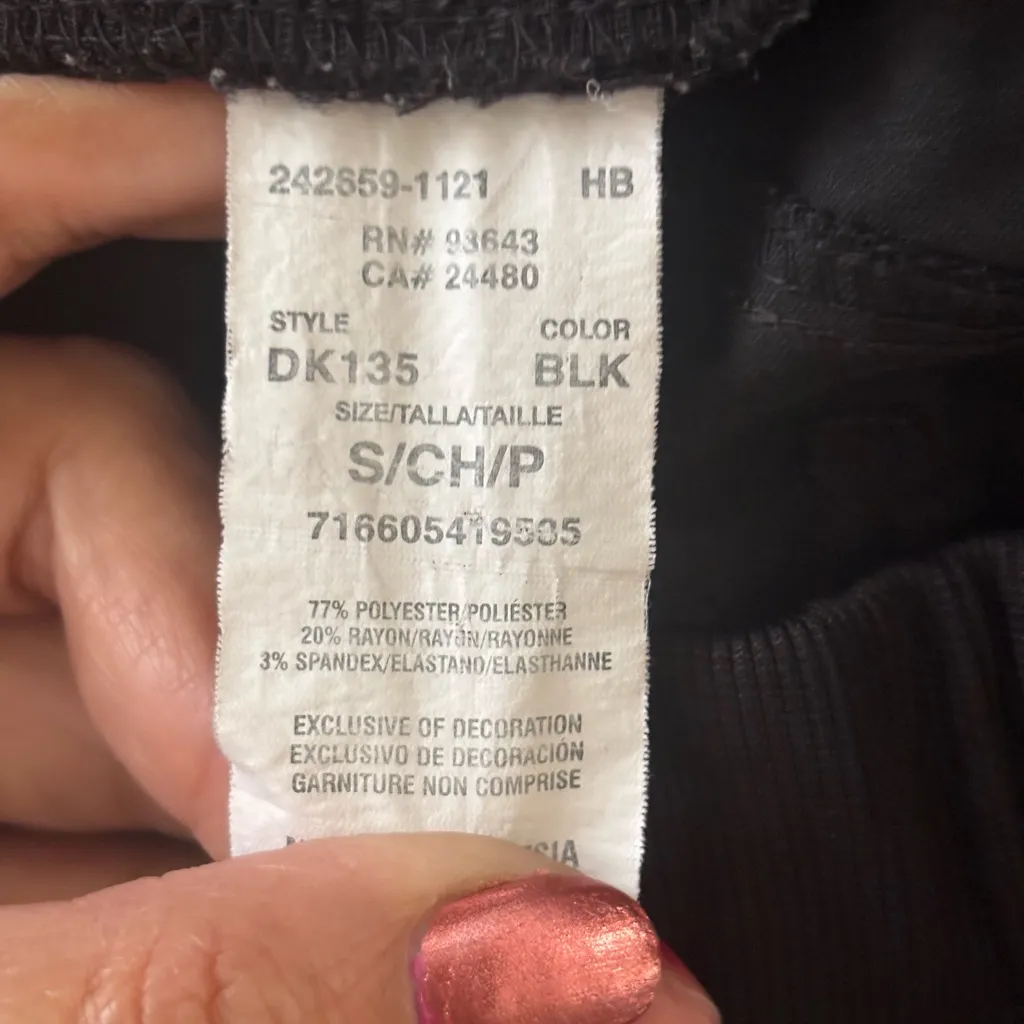 242659-1121 HB
RN# 93643
CA# 24480
STYLE COLOR
DK135 BLK
SIZE/TALLA/TAILLE
S/CH/P
77% POLYESTER/POLIÉSTER
20% RAYON/RAYÓN/RAYONNE
3% SPANDEX/ELASTANO/ELASTHANNE
EXCLUSIVE OF DECORATION
EXCLUSIVO DE DECORACIÓN
GARNITURE NON COMPRISE